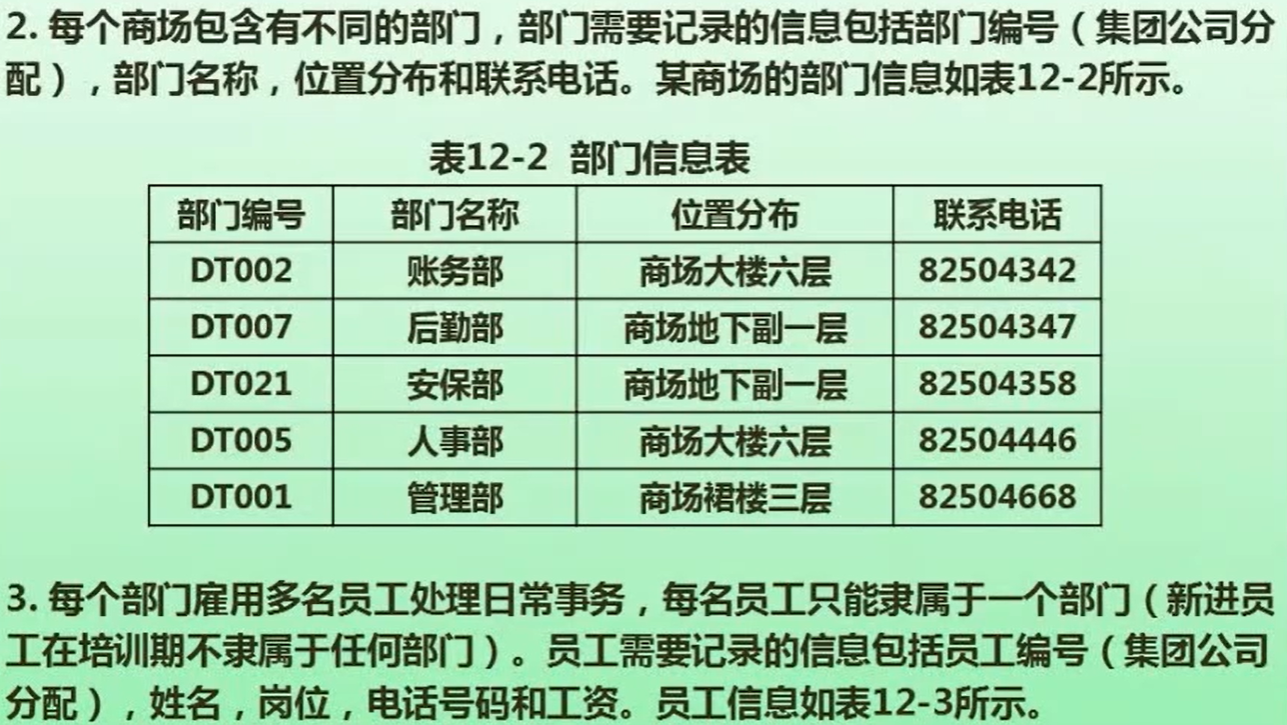 2. 每个商场包含有不同的部门，部门需要记录的信息包括部门编号（集团公司分
配），部门名称，位置分布和联系电话。某商场的部门信息如表12-2所示。
表12-2 部门信息表
部门编号 部门名称 位置分布 联系电话
DT002 账务部 商场大楼六层 82504342
DT007 后勤部 商场地下副一层 82504347
DT021 安保部 商场地下副一层 82504358
DT005 人事部 商场大楼六层 82504446
DT001 管理部 商场裙楼三层 82504668
3. 每个部门雇用多名员工处理日常事务，每名员工只能隶属于一个部门（新进员
工在培训期不隶属于任何部门）。员工需要记录的信息包括员工编号（集团公司
分配），姓名，岗位，电话号码和工资。员工信息如表12-3所示。